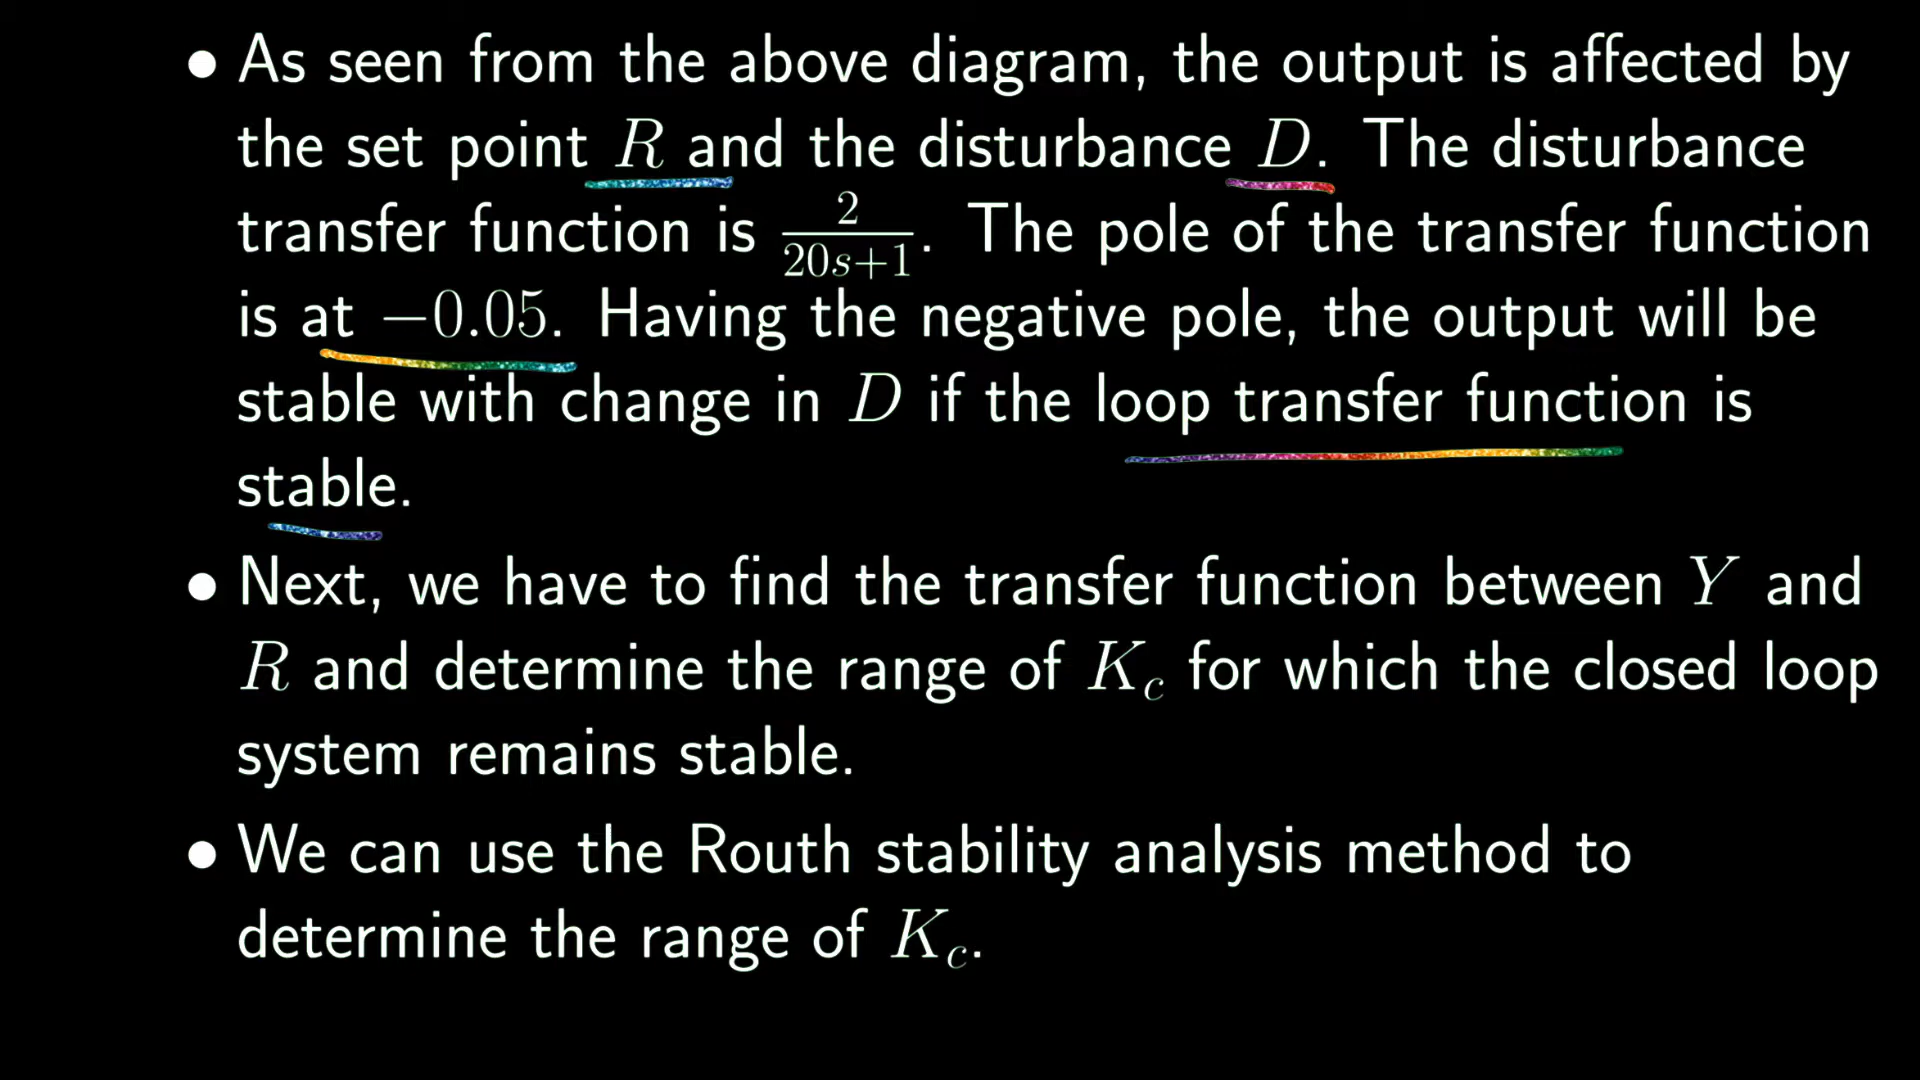 • As seen from the above diagram, the output is affected by
the set point R and the disturbance D. The disturbance
transfer function is \frac{2}{20s+1}. The pole of the transfer function
is at −0.05. Having the negative pole, the output will be
stable with change in D if the loop transfer function is
stable.
• Next, we have to find the transfer function between Y and
R and determine the range of K_c for which the closed loop
system remains stable.
• We can use the Routh stability analysis method to
determine the range of K_c.